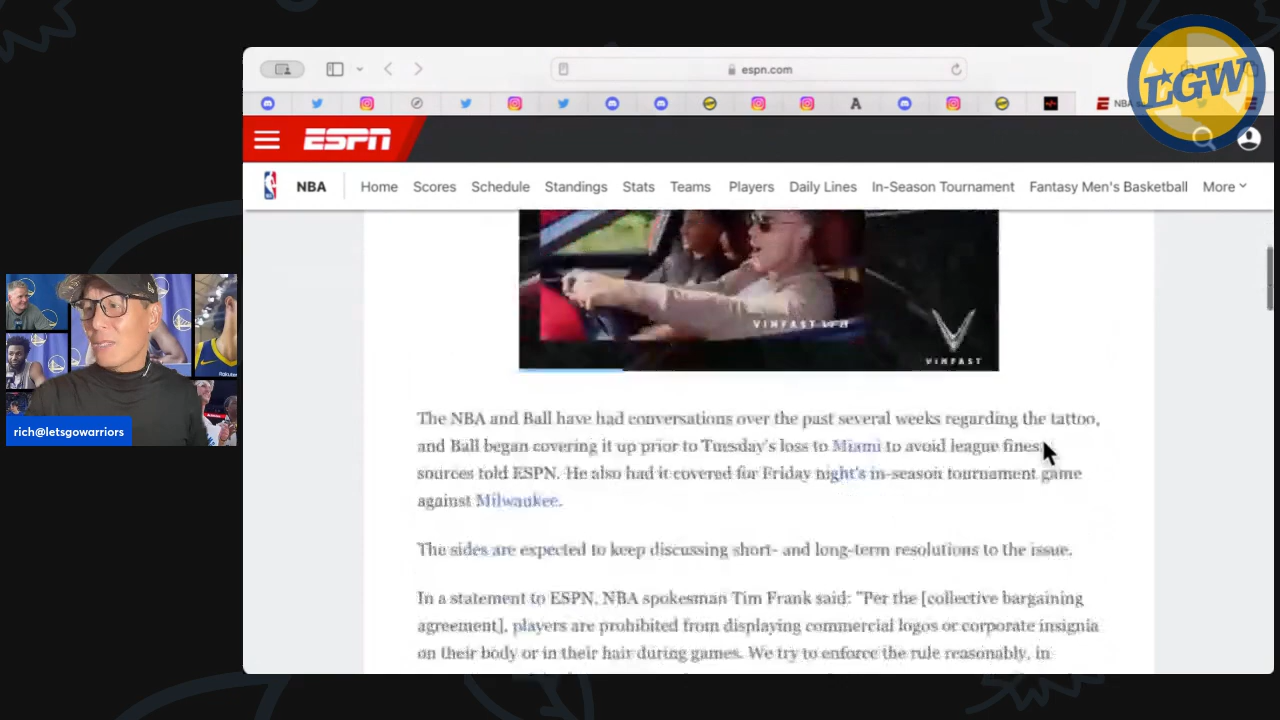 espn.com
LGW
NBA
ESPN
NBA Home Scores Schedule Standings Stats Teams Players Daily Lines In-Season Tournament Fantasy Men's Basketball More
VINFAST
VINFAST
rich@letsgowarriors
The NBA and Ball have had conversations over the past several weeks regarding the tattoo,
and Ball began covering it up prior to Tuesday's loss to Miami to avoid league fines,
sources told ESPN. He also had it covered for Friday night's in-season tournament game
against Milwaukee.
The sides are expected to keep discussing short- and long-term resolutions to the issue.
In a statement to ESPN, NBA spokesman Tim Frank said: "Per the [collective bargaining
agreement], players are prohibited from displaying commercial logos or corporate insignia
on their body or in their hair during games. We try to enforce the rule reasonably, in